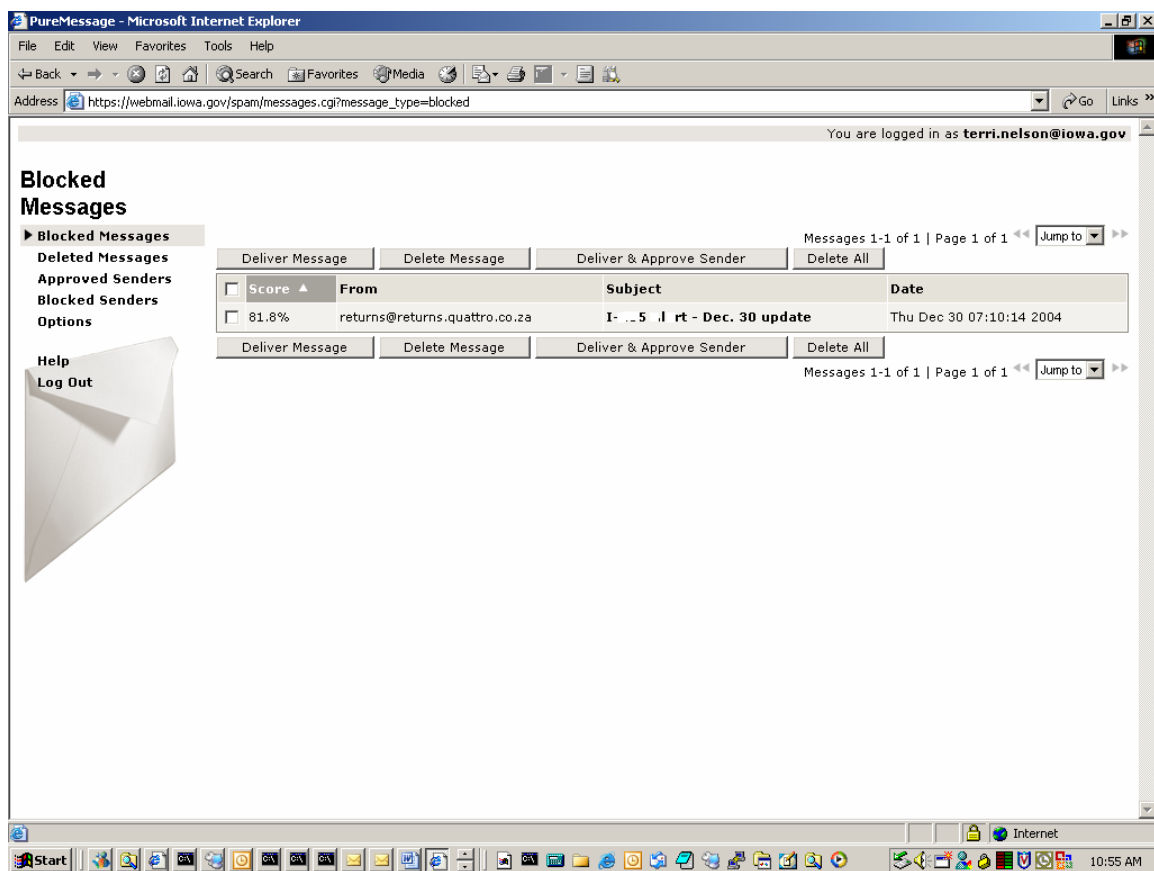 PureMessage - Microsoft Internet Explorer
File Edit View Favorites Tools Help
Back Search Favorites Media
Address https://webmail.iowa.gov/spam/messages.cgi?message_type=blocked Go Links »
You are logged in as terri.nelson@iowa.gov
Blocked
Messages
Blocked Messages
Deleted Messages
Approved Senders
Blocked Senders
Options
Help
Log Out
Messages 1-1 of 1 | Page 1 of 1 Jump to
Deliver Message Delete Message Deliver & Approve Sender Delete All
Score From Subject Date
81.8% returns@returns.quattro.co.za - Dec. 30 update Thu Dec 30 07:10:14 2004
Deliver Message Delete Message Deliver & Approve Sender Delete All
Messages 1-1 of 1 | Page 1 of 1 Jump to
Internet
Start 10:55 AM